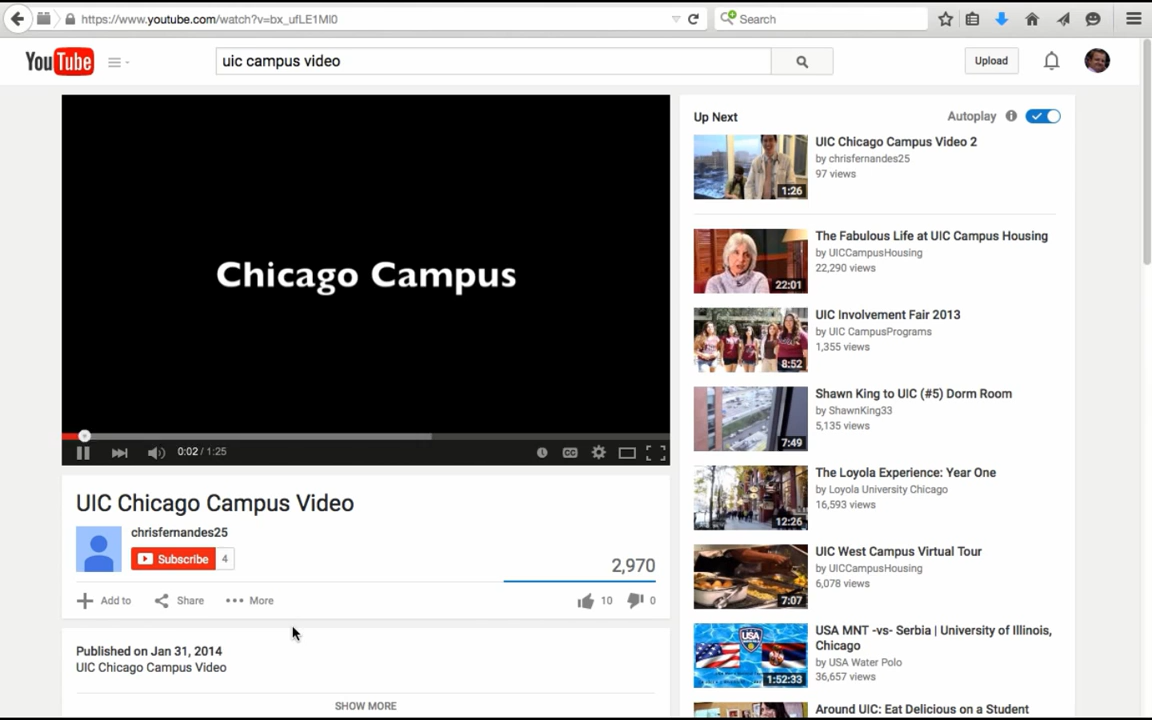 https://www.youtube.com/watch?v=bx_ufLE1MI0
Search
YouTube
uic campus video
Upload
Chicago Campus
0:02 / 1:25
CC
UIC Chicago Campus Video
chrisfernandes25
Subscribe 4
2,970
Add to Share More 10 0
Published on Jan 31, 2014
UIC Chicago Campus Video
SHOW MORE
Up Next
Autoplay
UIC Chicago Campus Video 2
by chrisfernandes25
97 views
1:26
The Fabulous Life at UIC Campus Housing
by UICCampusHousing
22,290 views
22:01
UIC Involvement Fair 2013
by UIC CampusPrograms
1,355 views
8:52
Shawn King to UIC (#5) Dorm Room
by ShawnKing33
5,135 views
7:49
The Loyola Experience: Year One
by Loyola University Chicago
16,593 views
12:26
UIC West Campus Virtual Tour
by UICCampusHousing
6,078 views
7:07
USA MNT -vs- Serbia | University of Illinois,
Chicago
by USA Water Polo
36,657 views
USA
1:52:33
Around UIC: Eat Delicious on a Student